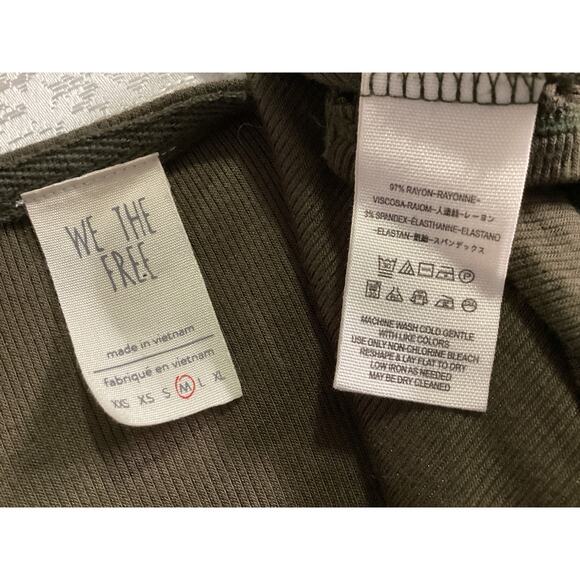 WE THE
FREE
made in vietnam
fabriqué en vietnam
XXS XS S M L XL
97% RAYON-RAYONNE-
VISCOSA-RAIOM-人造絲-レーヨン
3% SPANDEX-ÉLASTHANNE-ELASTANO
-ELASTAN-氨綸-スパンデックス
MACHINE WASH COLD GENTLE
WITH LIKE COLORS
USE ONLY NON-CHLORINE BLEACH
RESHAPE & LAY FLAT TO DRY
LOW IRON AS NEEDED
MAY BE DRY CLEANED